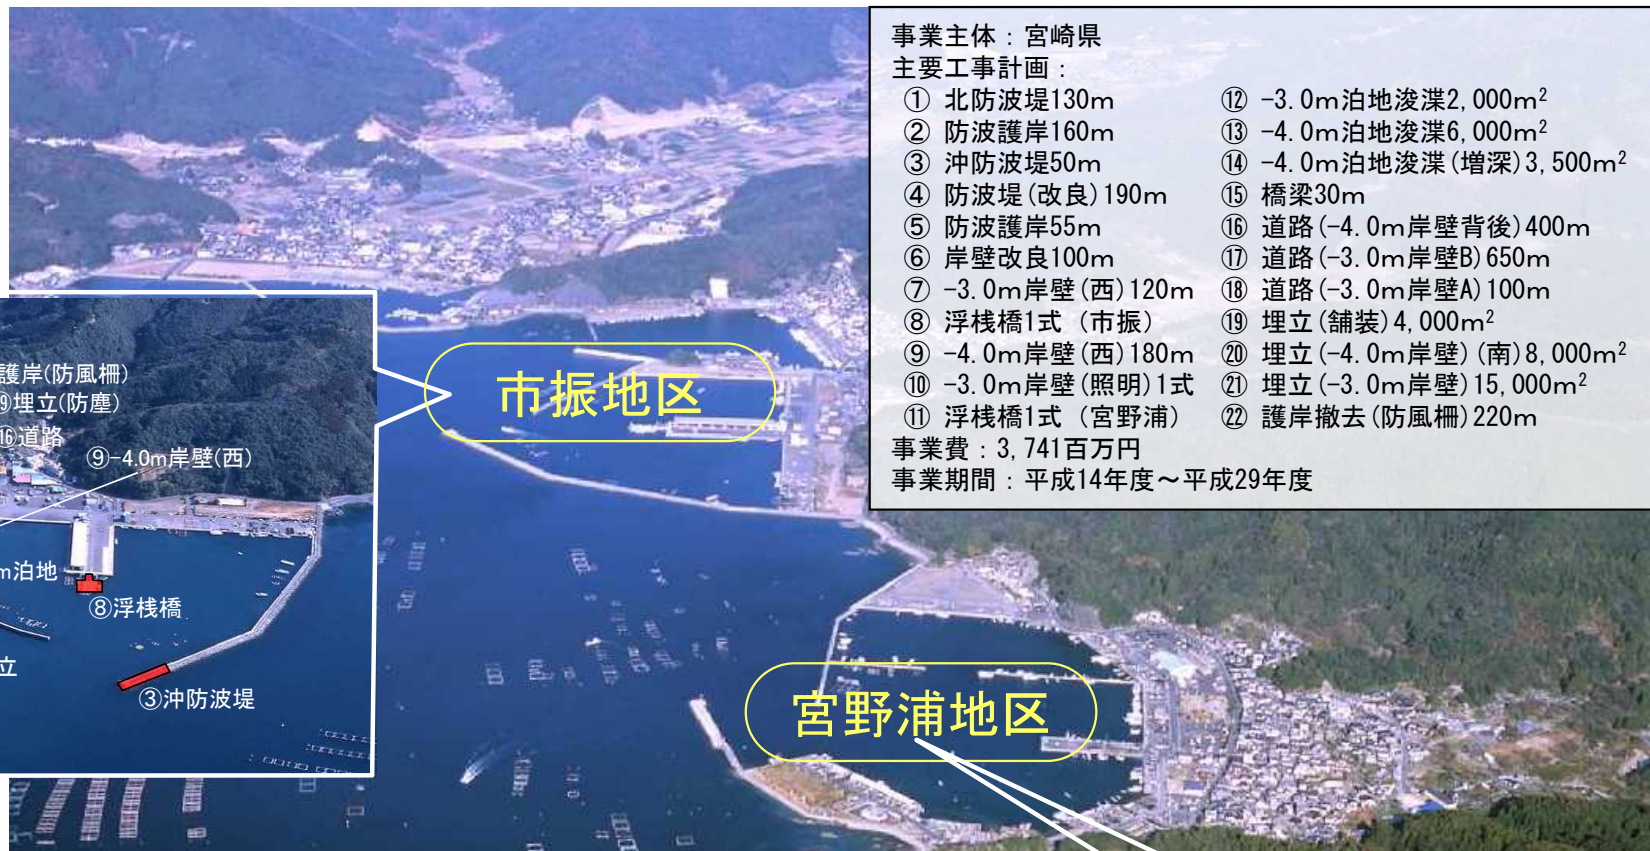 事業主体：宮崎県
主要工事計画：
① 北防波堤130m
② 防波護岸160m
③ 沖防波堤50m
④ 防波堤(改良)190m
⑤ 防波護岸55m
⑥ 岸壁改良100m
⑦ -3.0m岸壁(西)120m
⑧ 浮桟橋1式（市振）
⑨ -4.0m岸壁(西)180m
⑩ -3.0m岸壁(照明)1式
⑪ 浮桟橋1式（宮野浦）
⑫ -3.0m泊地浚渫2,000m²
⑬ -4.0m泊地浚渫6,000m²
⑭ -4.0m泊地浚渫(増深)3,500m²
⑮ 橋梁30m
⑯ 道路(-4.0m岸壁背後)400m
⑰ 道路(-3.0m岸壁B)650m
⑱ 道路(-3.0m岸壁A)100m
⑲ 埋立(舗装)4,000m²
⑳ 埋立(-4.0m岸壁)(南)8,000m²
㉑ 埋立(-3.0m岸壁)15,000m²
㉒ 護岸撤去(防風柵)220m
事業費：3,741百万円
事業期間：平成14年度～平成29年度
市振地区
護岸(防風柵)
⑲埋立(防塵)
⑯道路
⑨-4.0m岸壁(西)
m泊地
⑧浮桟橋
立
③沖防波堤
宮野浦地区